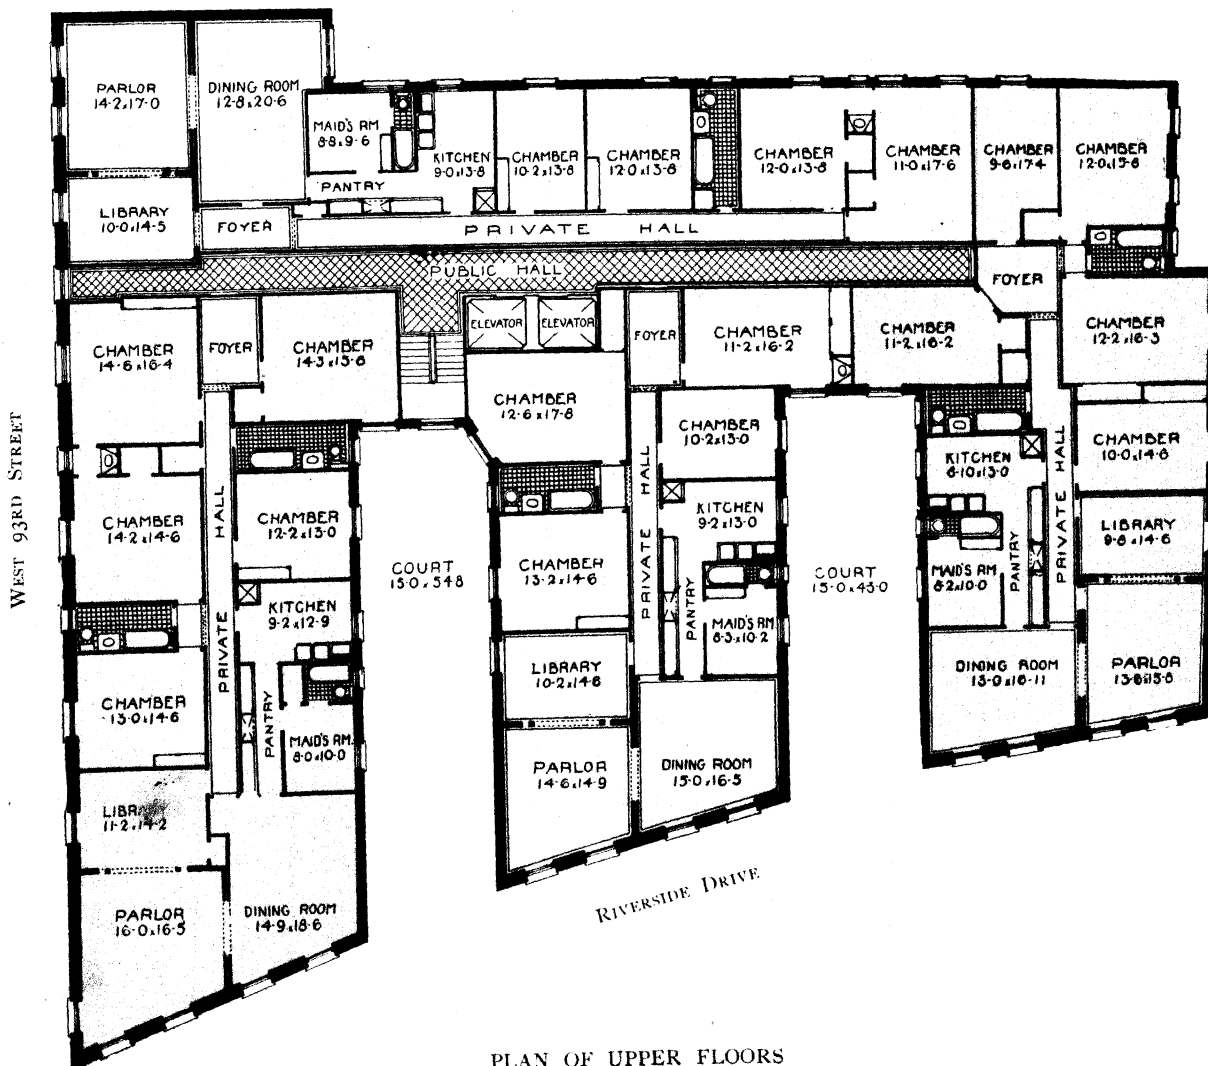 PARLOR
14-2x17-0
DINING ROOM
12-8x20-6
MAID'S RM
8-8x9-6
KITCHEN
9-0x13-8
CHAMBER
10-2x13-8
CHAMBER
12-0x13-8
CHAMBER
12-0x13-8
CHAMBER
11-0x17-6
CHAMBER
9-6x17-4
CHAMBER
12-0x15-8
PANTRY
LIBRARY
10-0x14-5
FOYER
PRIVATE HALL
PUBLIC HALL
FOYER
CHAMBER
14-6x16-4
FOYER
CHAMBER
14-3x15-8
ELEVATOR
ELEVATOR
FOYER
CHAMBER
11-2x16-2
CHAMBER
11-2x16-2
CHAMBER
12-2x16-3
CHAMBER
12-6x17-8
CHAMBER
10-2x13-0
KITCHEN
8-10x13-0
CHAMBER
10-0x14-8
PRIVATE HALL
PRIVATE HALL
PRIVATE HALL
WEST 93RD STREET
CHAMBER
14-2x14-6
CHAMBER
12-2x13-0
COURT
15-0x54-8
CHAMBER
13-2x14-6
KITCHEN
9-2x13-0
COURT
15-0x43-0
LIBRARY
9-8x14-6
MAID'S RM
8-2x10-0
PANTRY
KITCHEN
9-2x12-9
MAID'S RM
8-3x10-2
PANTRY
CHAMBER
13-0x14-6
LIBRARY
10-2x14-8
DINING ROOM
13-0x16-11
PARLOR
13-8x15-8
PANTRY
MAID'S RM.
8-0x10-0
PARLOR
14-6x14-9
DINING ROOM
15-0x16-5
11-2x14-2
PARLOR
16-0x16-5
DINING ROOM
14-9x18-6
RIVERSIDE DRIVE
PLAN OF UPPER FLOORS